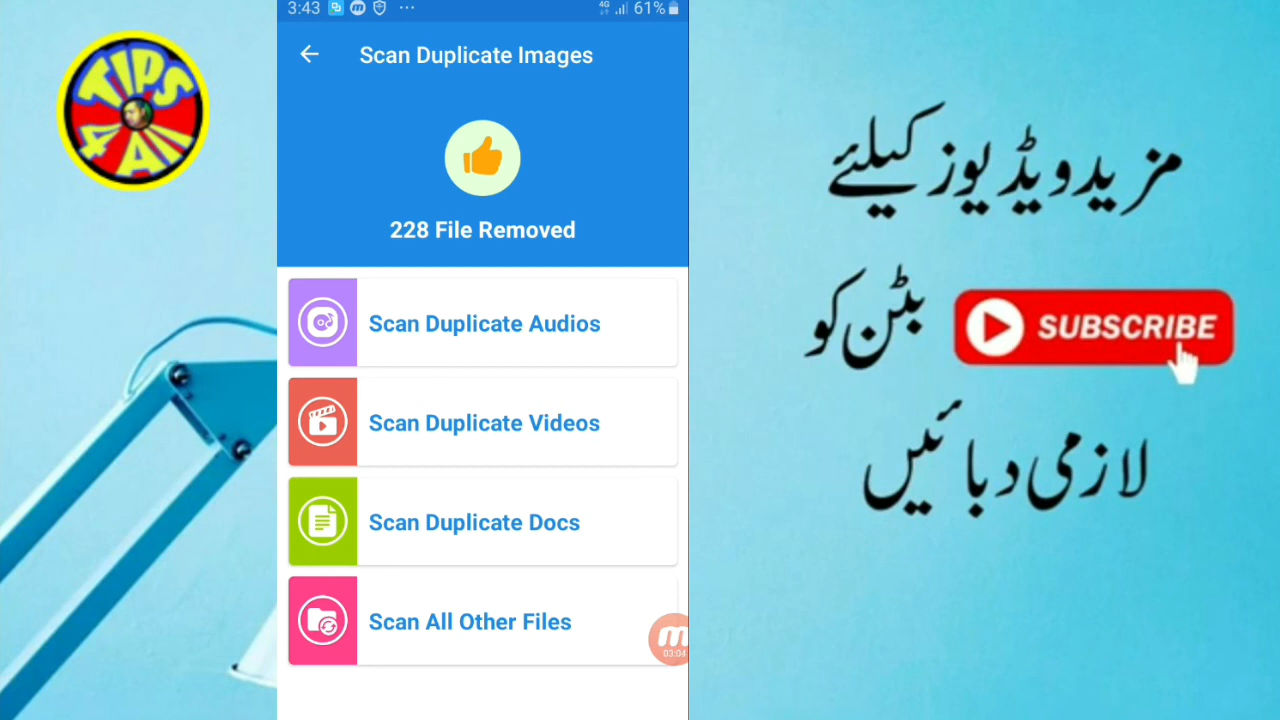 TIPS
4 All
3:43
4G
61%
Scan Duplicate Images
228 File Removed
Scan Duplicate Audios
Scan Duplicate Videos
Scan Duplicate Docs
Scan All Other Files
03:04
مزید ویڈیوز کیلئے
بٹن کو SUBSCRIBE
لازمی دبائیں